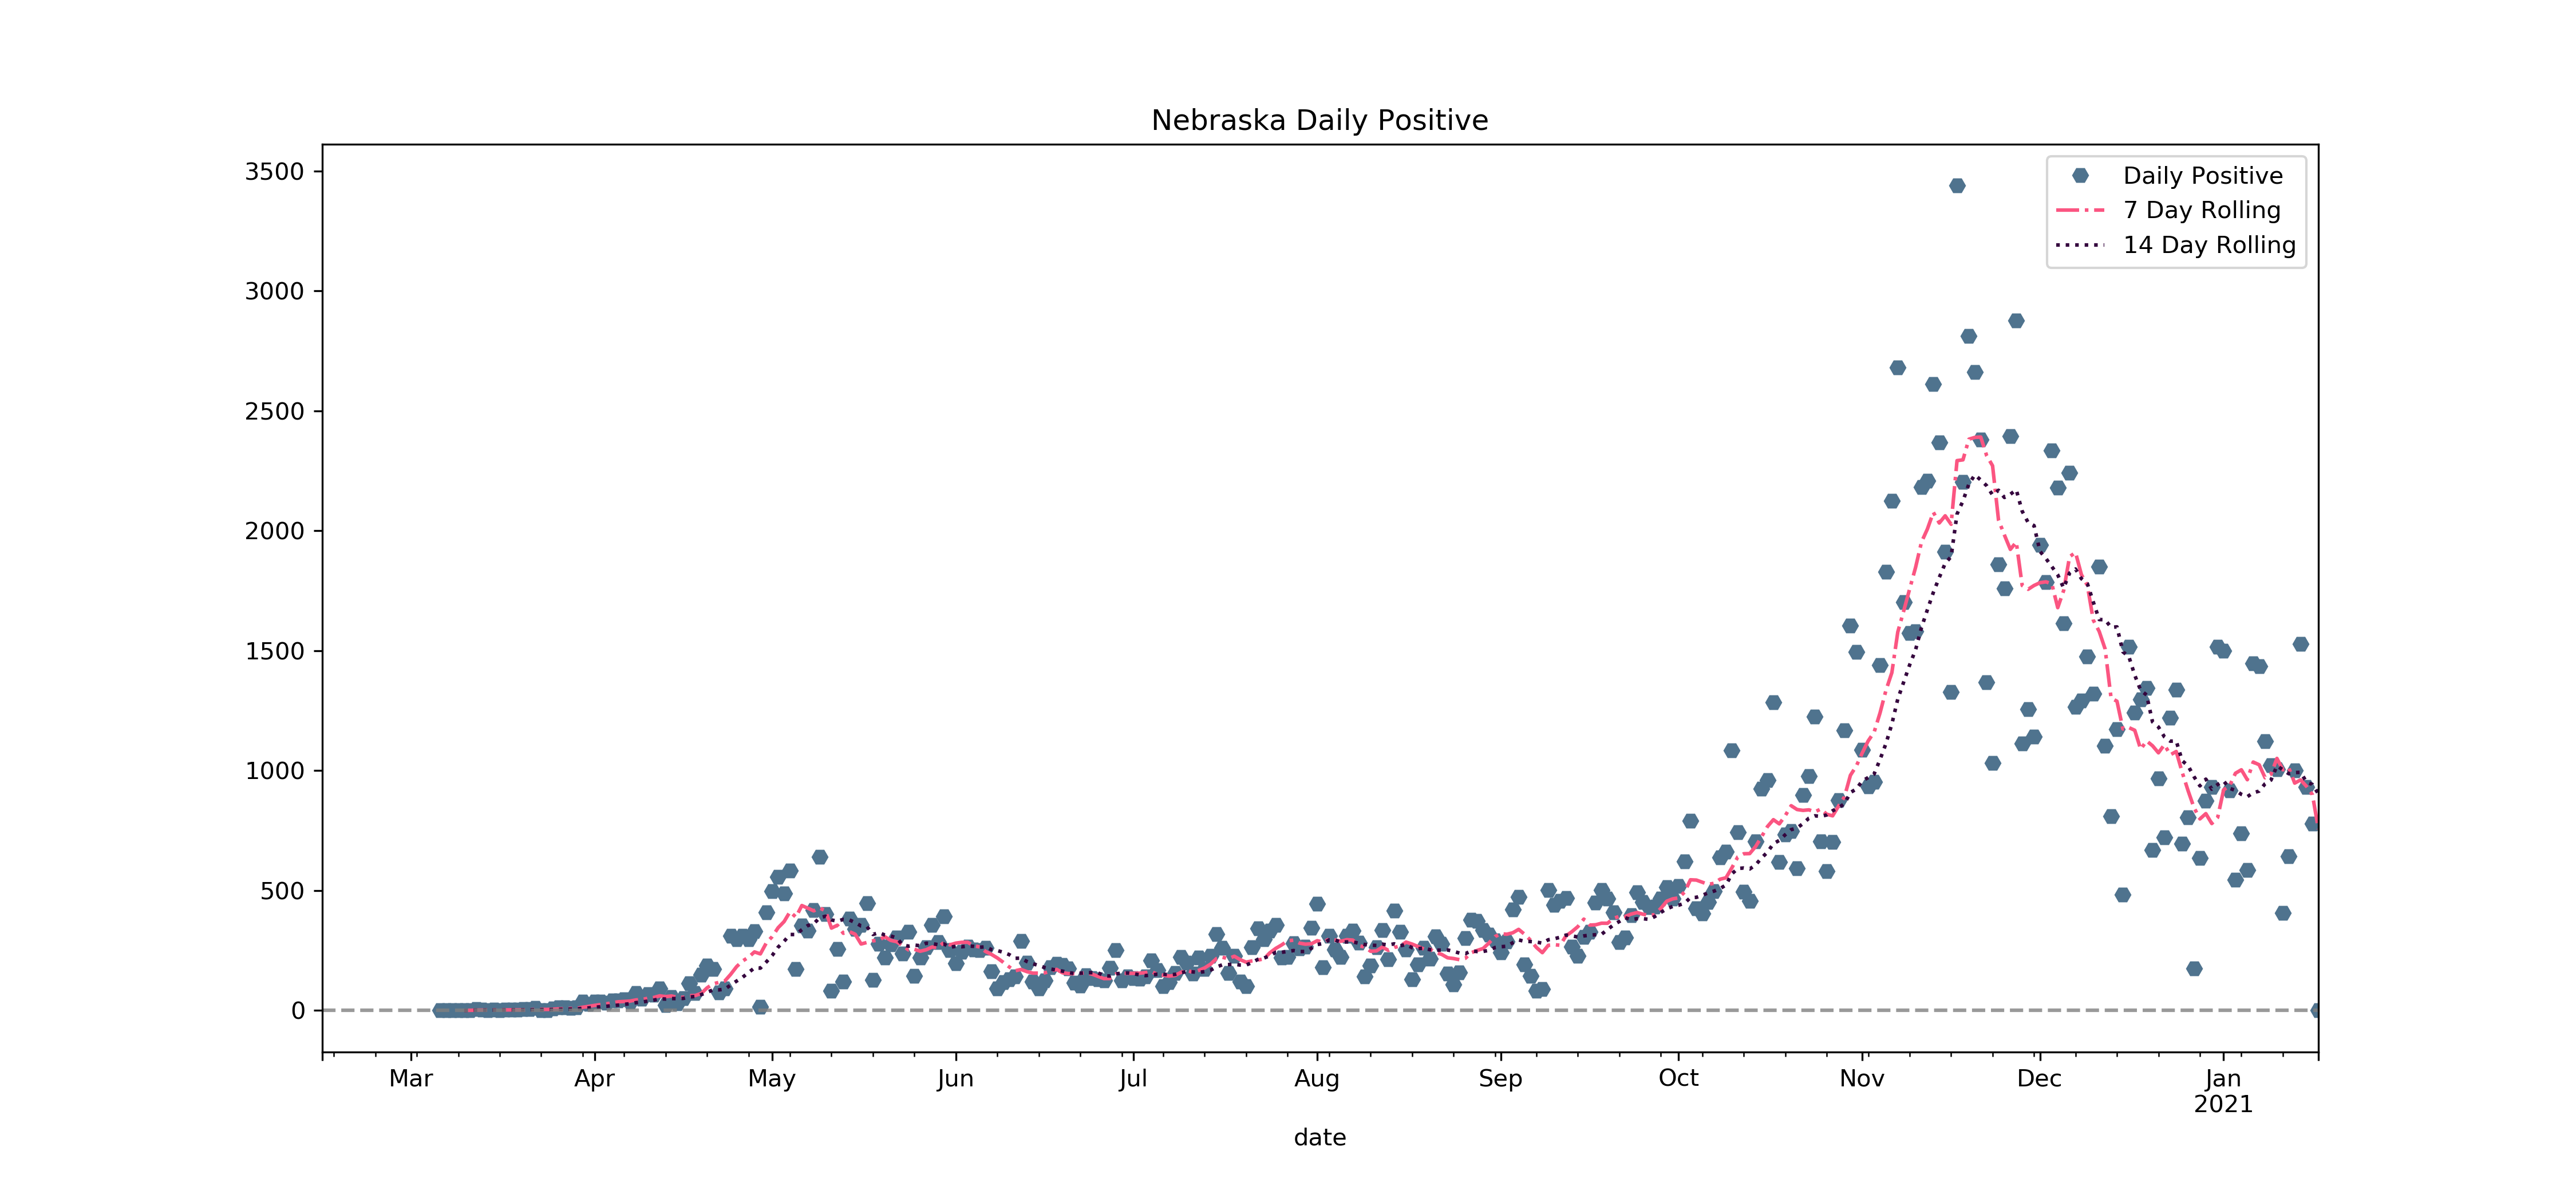 Nebraska Daily Positive
3500
3000
2500
2000
1500
1000
500
0
Daily Positive
7 Day Rolling
14 Day Rolling
Mar Apr May Jun Jul Aug Sep Oct Nov Dec Jan
2021
date